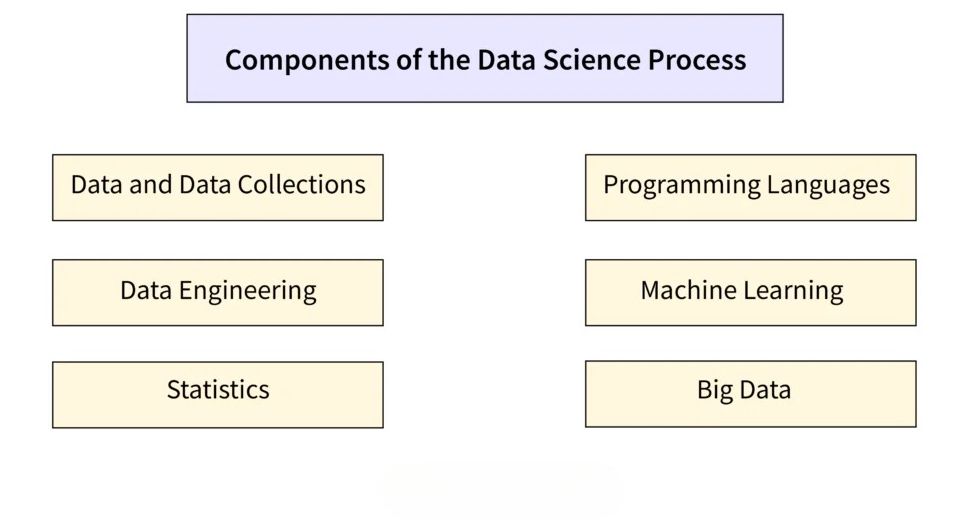 Components of the Data Science Process
Data and Data Collections
Programming Languages
Data Engineering
Machine Learning
Statistics
Big Data